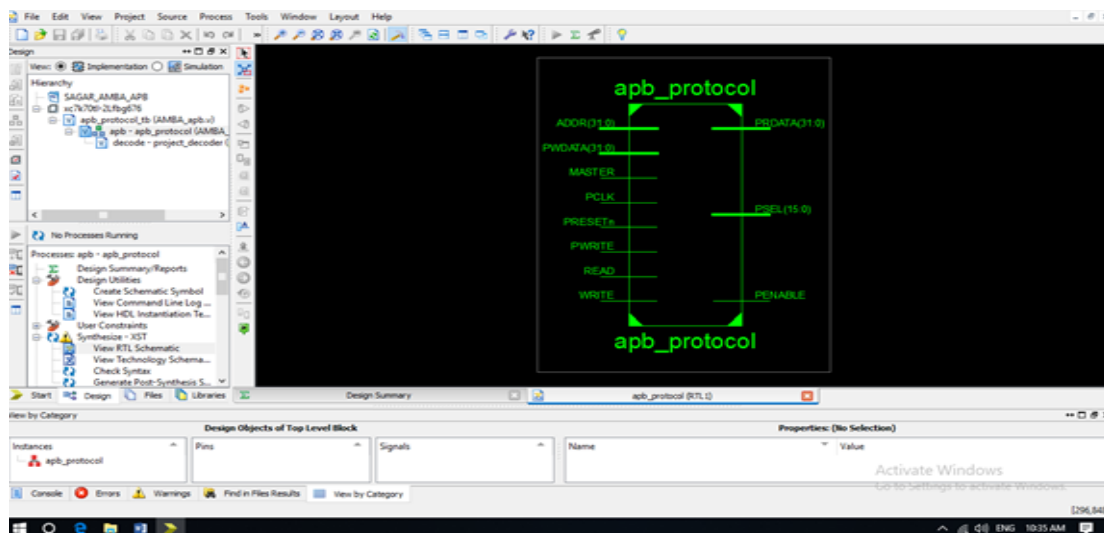 File Edit View Project Source Process Tools Window Layout Help
Design
View: Implementation Simulation
Hierarchy
SAGAR_AMBA_APB
xc7k70tl-2Lfbg676
apb_protocol_tb (AMBA_apb.v)
apb - apb_protocol (AMBA_
decode - project_decoder (
No Processes Running
Processes: apb - apb_protocol
Design Summary/Reports
Design Utilities
Create Schematic Symbol
View Command Line Log ...
View HDL Instantiation Te...
User Constraints
Synthesize - XST
View RTL Schematic
View Technology Schema...
Check Syntax
Generate Post-Synthesis S...
Start Design Files Libraries
apb_protocol
ADDR(31:0) PRDATA(31:0)
PWDATA(31:0)
MASTER
PCLK
PSEL(15:0)
PRESETn
PWRITE
READ
WRITE PENABLE
apb_protocol
Design Summary apb_protocol (RTL1)
View by Category
Design Objects of Top Level Block Properties: (No Selection)
Instances Pins Signals Name Value
apb_protocol
Activate Windows
Go to Settings to activate Windows.
Console Errors Warnings Find in Files Results View by Category
[296,848
ENG 10:35 AM